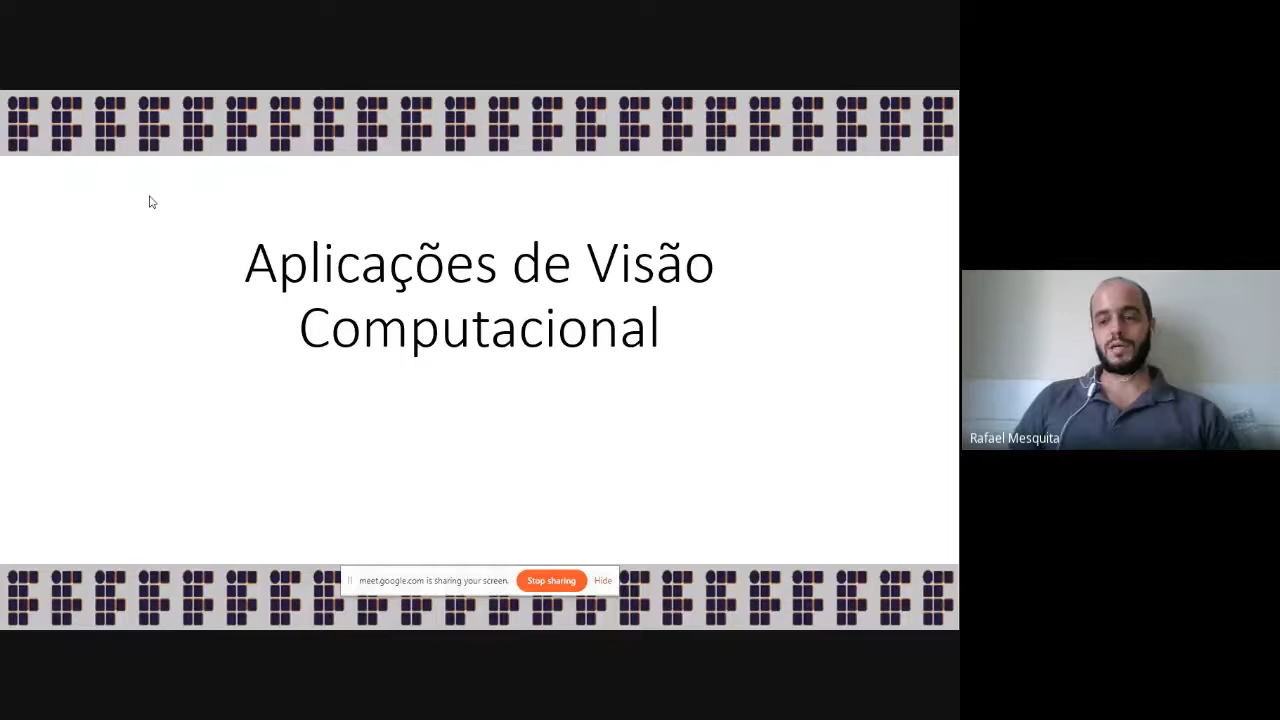 Aplicações de Visão
Computacional
Rafael Mesquita
meet.google.com is sharing your screen. Stop sharing Hide